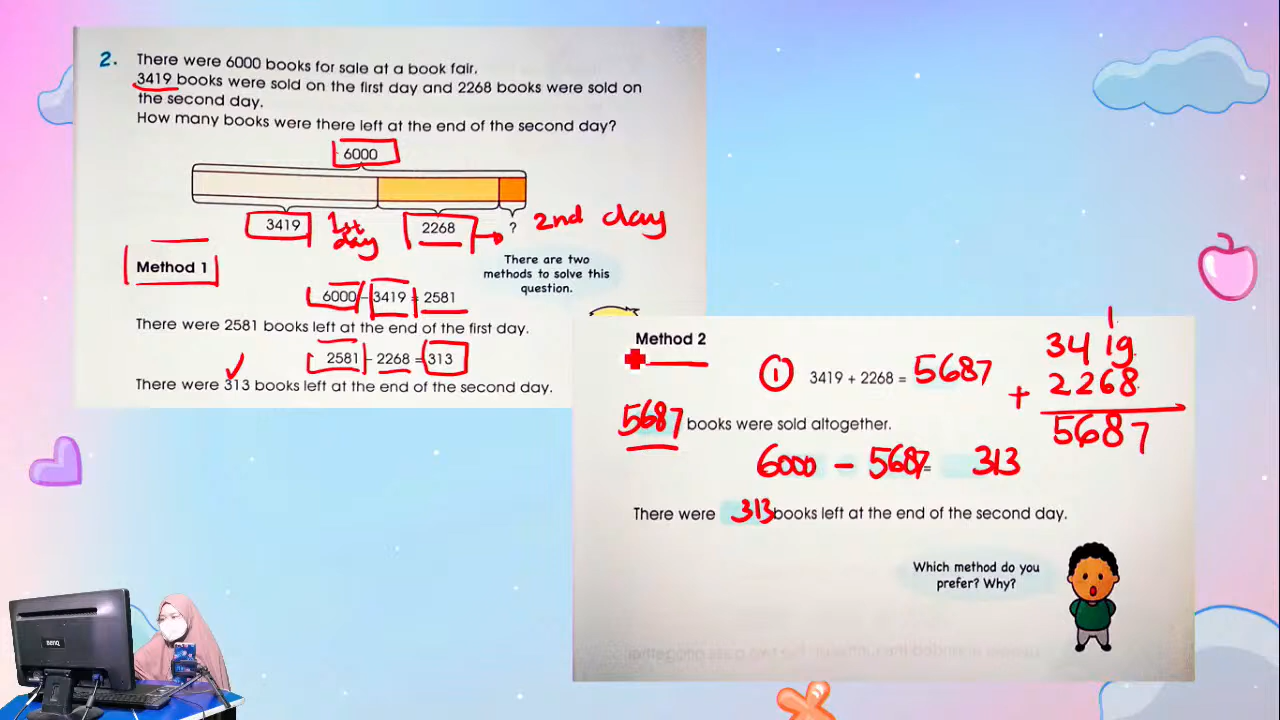 2. There were 6000 books for sale at a book fair.
3419 books were sold on the first day and 2268 books were sold on
the second day.
How many books were there left at the end of the second day?
6000
3419 1st day 2268 ? 2nd day
There are two
methods to solve this
question.
Method 1
6000 - 3419 = 2581
There were 2581 books left at the end of the first day.
2581 - 2268 = 313
There were 313 books left at the end of the second day.
Method 2
1 3419 + 2268 = 5687
5687 books were sold altogether.
6000 - 5687 = 313
There were 313 books left at the end of the second day.
1
3419
+ 2268
5687
Which method do you
prefer? Why?
BenQ